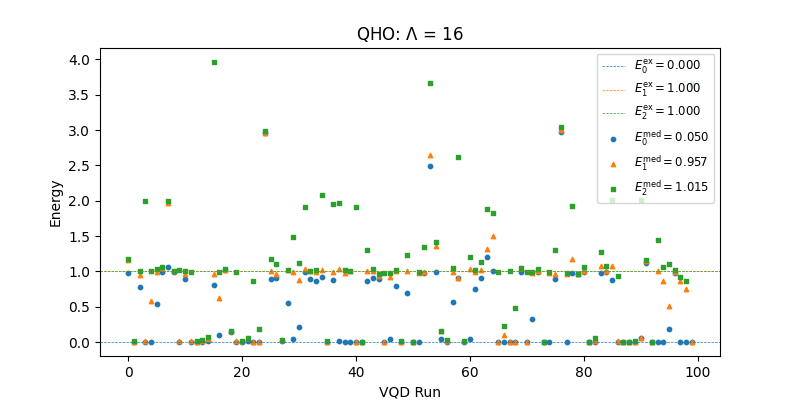 QHO: Λ = 16
Energy
4.0
3.5
3.0
2.5
2.0
1.5
1.0
0.5
0.0
0 20 40 60 80 100
VQD Run
E₀ᵉˣ = 0.000
E₁ᵉˣ = 1.000
E₂ᵉˣ = 1.000
E₀ᵐᵉᵈ = 0.050
E₁ᵐᵉᵈ = 0.957
E₂ᵐᵉᵈ = 1.015